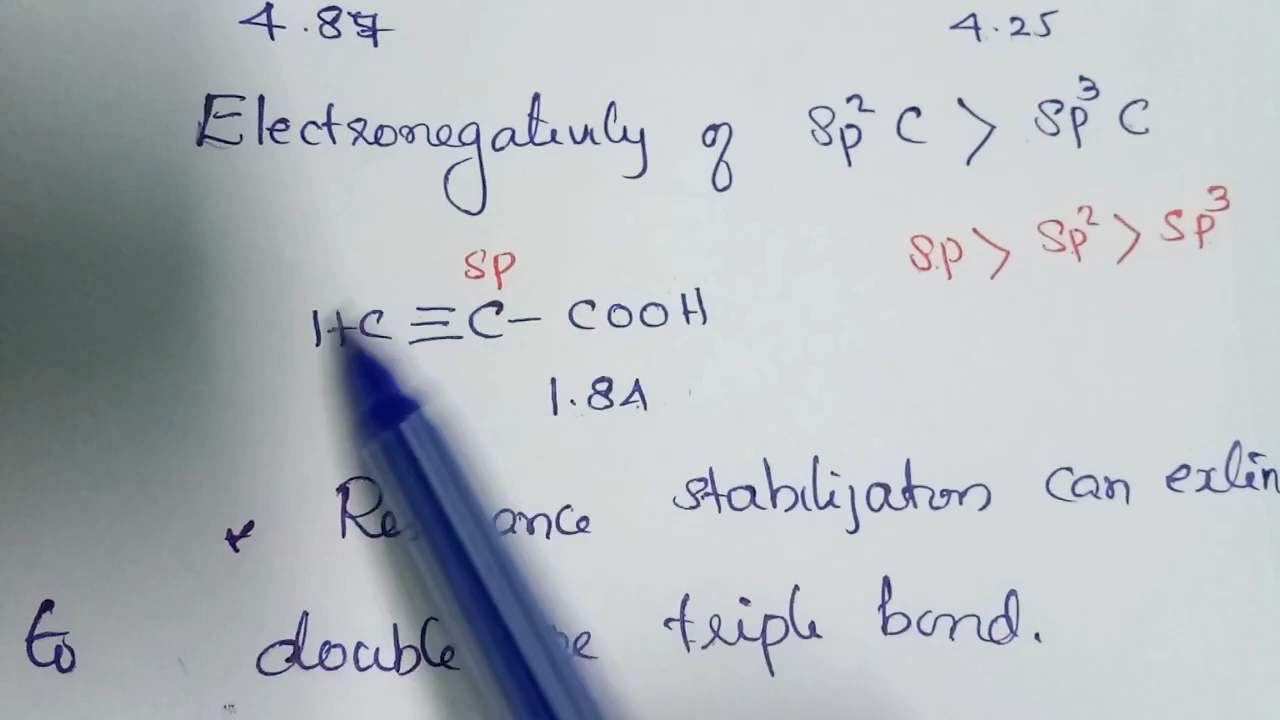 4.87 4.25
Electronegativity of Sp² C > Sp³ C
Sp > Sp² > Sp³
Sp
HC ≡ C - COOH
1.84
* stabilization can
to double triple bond.